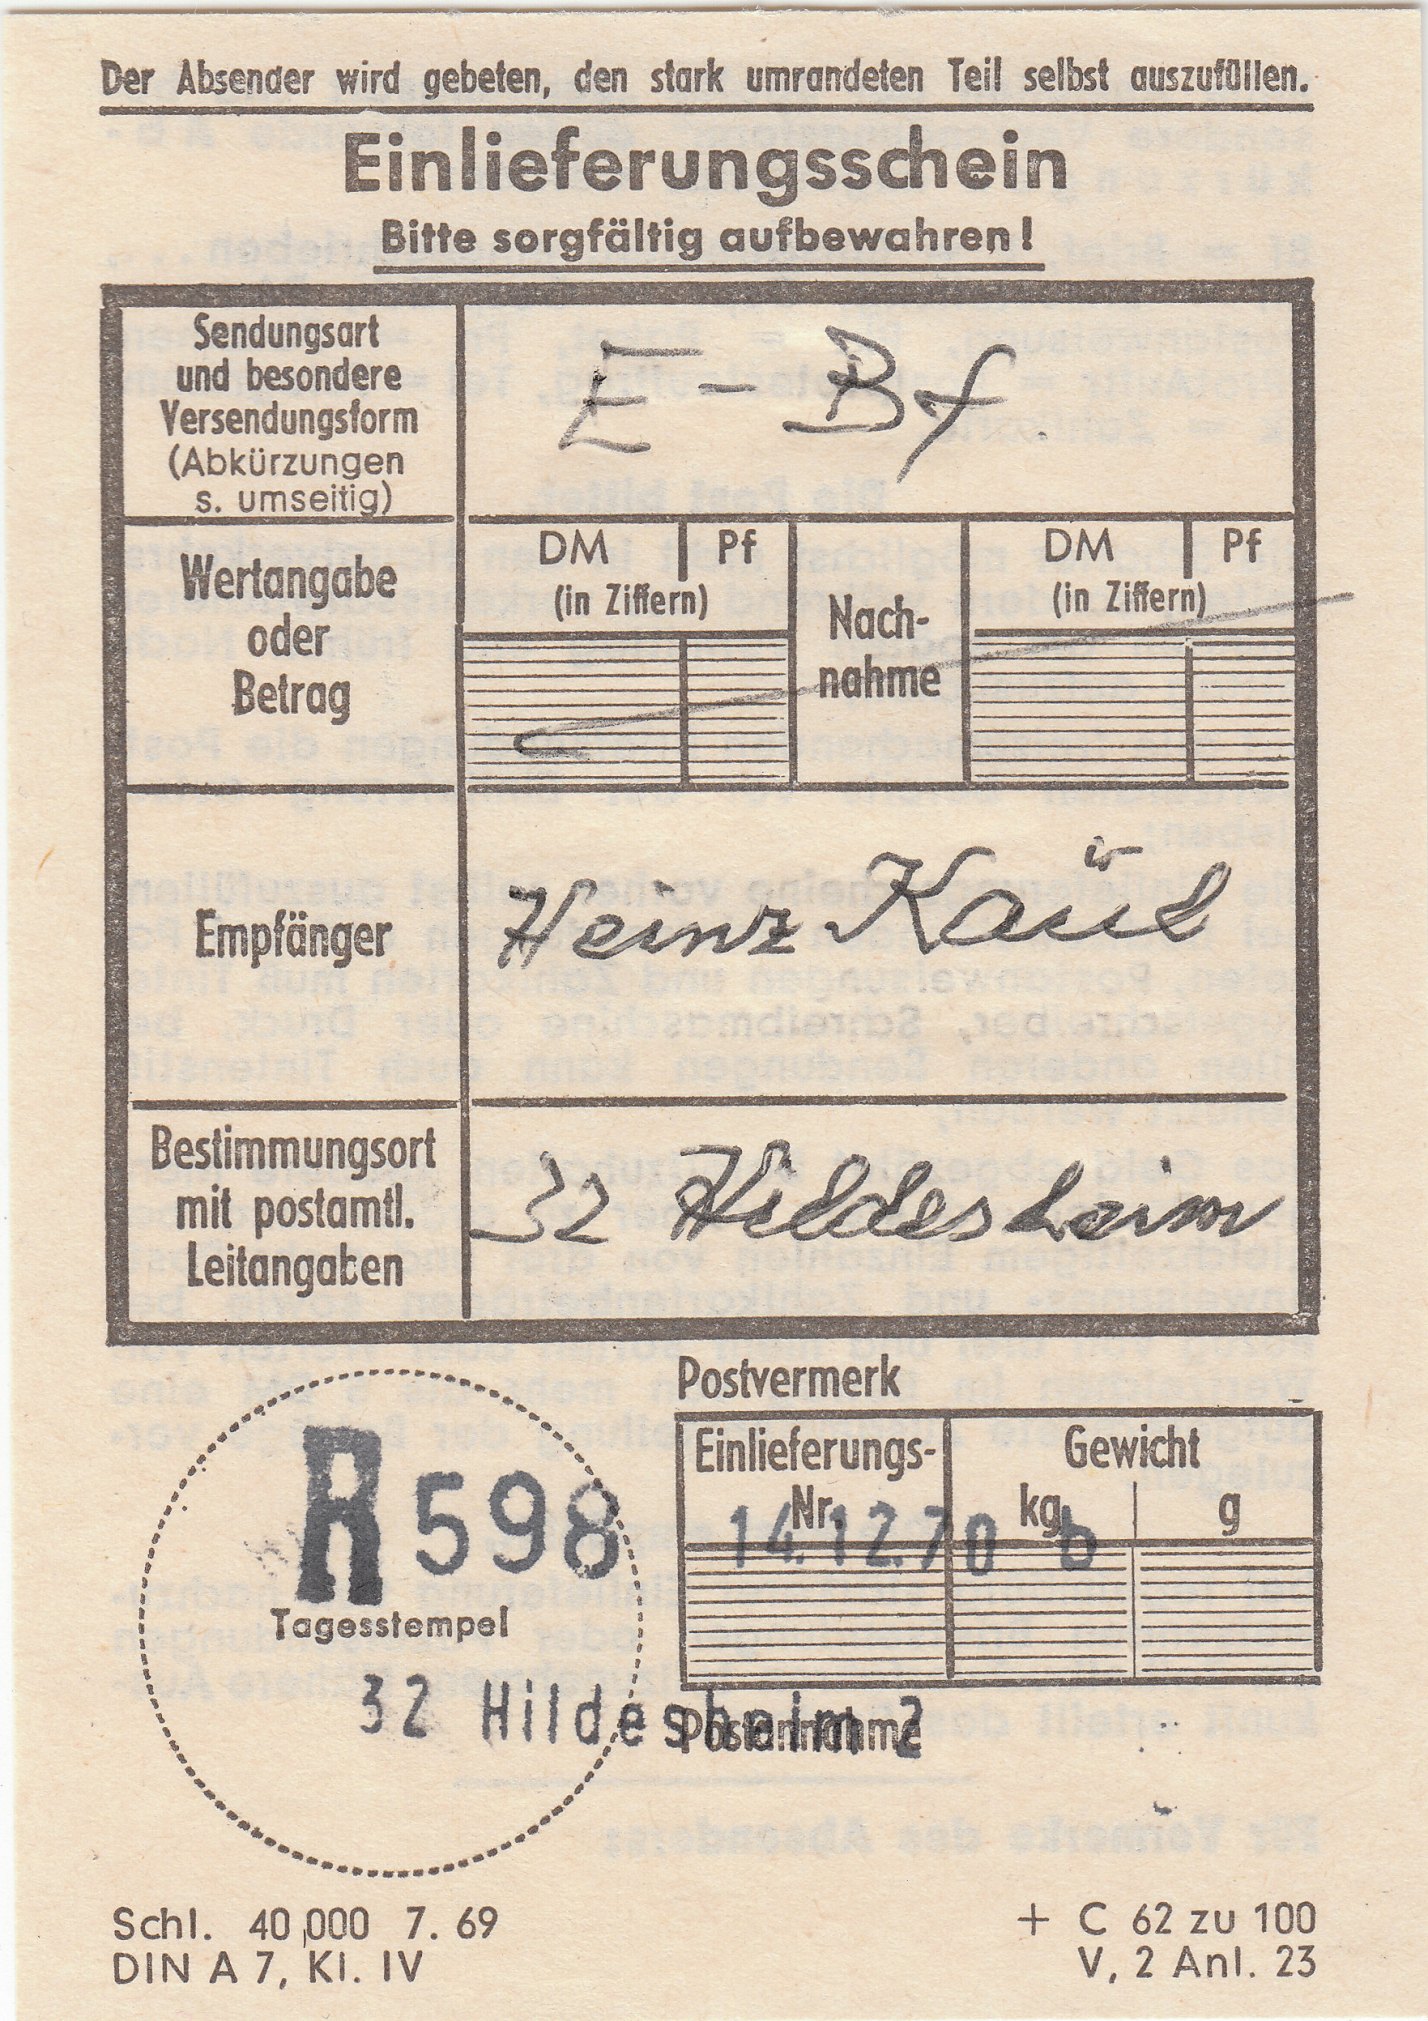 Der Absender wird gebeten, den stark umrandeten Teil selbst auszufüllen.
Einlieferungsschein
Bitte sorgfältig aufbewahren!
Sendungsart
und besondere
Versendungsform
(Abkürzungen
s. umseitig)
E - Bf
Wertangabe
oder
Betrag
DM Pf
(in Ziffern)
Nach-
nahme
DM Pf
(in Ziffern)
Empfänger
Heinz Kaül
Bestimmungsort
mit postamtl.
Leitangaben
32 Hildesheim
Postvermerk
Einlieferungs-
Nr.
Gewicht
kg g
14.12.70 b
R 598
Tagesstempel
32 Hildesheim 2
Postannahme
Schl. 40 000 7. 69
DIN A 7, Kl. IV
+ C 62 zu 100
V, 2 Anl. 23